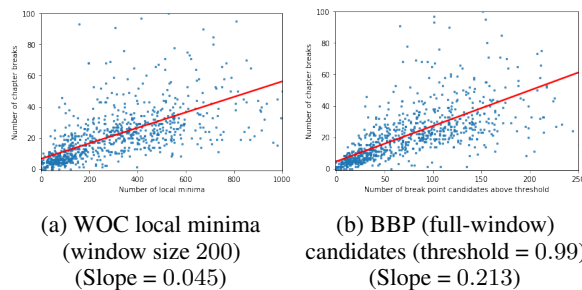 100
80
60
40
20
0
Number of chapter breaks
200
400
600
800
1000
Number of local minima
100
80
60
40
20
0
Number of chapter breaks
0
50
100
150
200
250
Number of break point candidates above threshold
(a) WOC local minima
(window size 200)
(Slope = 0.045)
(b) BBP (full-window)
candidates (threshold = 0.99)
(Slope = 0.213)